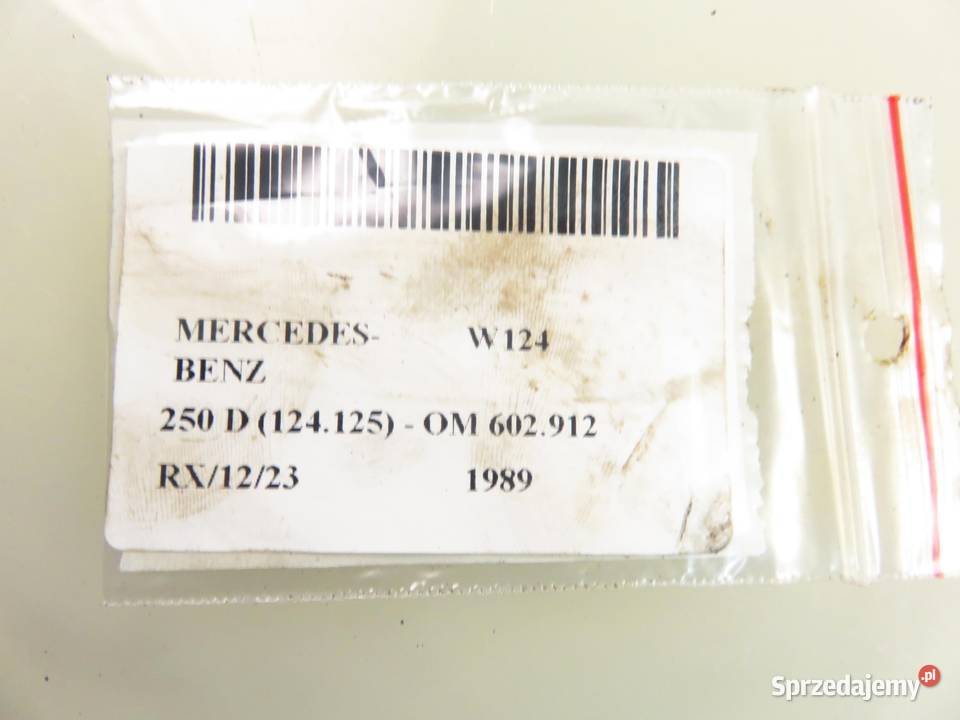 MERCEDES- W124
BENZ
250 D (124.125) - OM 602.912
RX/12/23 1989
Sprzedajemy.pl